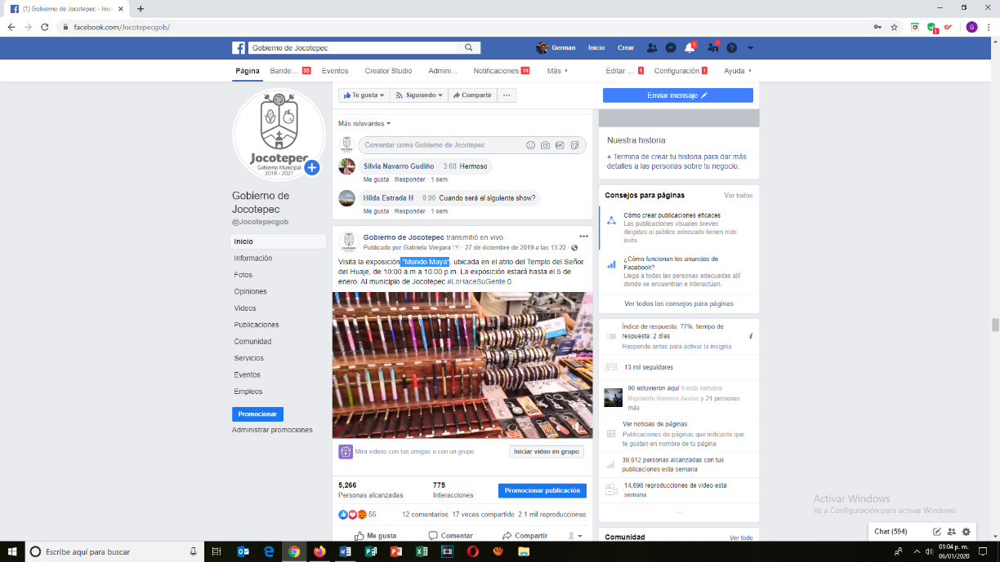 (1) Gobierno de Jocotepec - Inici
facebook.com/Jocotepecgob/
Gobierno de Jocotepec
German
Inicio
Crear
1
Página
Bande... 30
Eventos
Creator Studio
Admini...
Notificaciones 14
Más
Editar ... 1
Configuración 1
Ayuda
Te gusta
Siguiendo
Compartir
Enviar mensaje
Jocotepec
Gobierno Municipal
2018 - 2021
Gobierno de
Jocotepec
@Jocotepecgob
Inicio
Información
Fotos
Opiniones
Videos
Publicaciones
Comunidad
Servicios
Eventos
Empleos
Promocionar
Administrar promociones
Más relevantes
Comentar como Gobierno de Jocotepec
GIF
Silvia Navarro Gudiño · 3:08 Hermoso
Me gusta · Responder · 1 sem
Hilda Estrada H · 0:00 Cuando será el siguiente show?
Me gusta · Responder · 1 sem
Gobierno de Jocotepec transmitió en vivo.
Publicado por Gabriela Vergara [?] · 27 de diciembre de 2019 a las 13:22 ·
Visita la exposición "Mundo Maya", ubicada en el atrio del Templo del Señor
del Huaje, de 10:00 a.m a 10:00 p.m. La exposición estará hasta el 5 de
enero. Al municipio de Jocotepec #LoHaceSuGente 0
Mira videos con tus amigos o con un grupo
Iniciar video en grupo
5,266
Personas alcanzadas
775
Interacciones
Promocionar publicación
56
12 comentarios 17 veces compartido 2.1 mil reproducciones
Me gusta
Comentar
Compartir
Nuestra historia
+ Termina de crear tu historia para dar más
detalles a las personas sobre tu negocio.
Consejos para páginas
Ver todos
Cómo crear publicaciones eficaces
Las publicaciones visuales breves
dirigidas al público adecuado tienen más
éxito.
¿Cómo funcionan los anuncios de
Facebook?
Llega a todas las personas adecuadas allí
donde se encuentran e interactúan.
Ver todos los consejos para páginas
Índice de respuesta: 77%, tiempo de
respuesta: 2 días
Responde antes para activar la insignia
13 mil seguidores
90 estuvieron aquí 0 esta semana
Rigoberto Romero Avalos y 21 personas
más
Ver noticias de páginas
Publicaciones de páginas que indicaste que
te gustan en nombre de tu página
39,612 personas alcanzadas con tus
publicaciones esta semana
14,696 reproducciones de video esta
semana
Comunidad
Ver todo
Activar Windows
Ve a Configuración para activar Windows.
Chat (594)
Escribe aquí para buscar
01:04 p. m.
06/01/2020